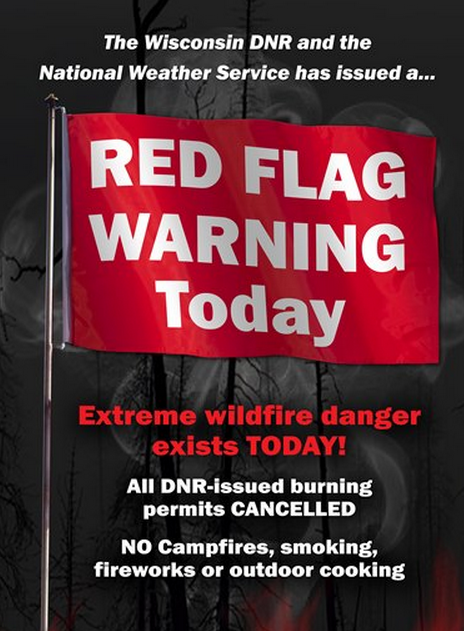 The Wisconsin DNR and the
National Weather Service has issued a...
RED FLAG
WARNING
Today
Extreme wildfire danger
exists TODAY!
All DNR-issued burning
permits CANCELLED
NO Campfires, smoking,
fireworks or outdoor cooking